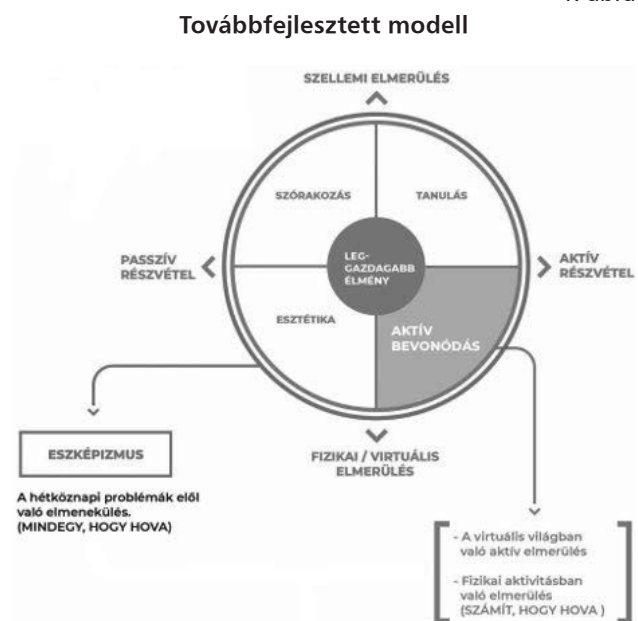 Továbbfejlesztett modell
SZELLEMI ELMERÜLÉS
SZÓRAKOZÁS
TANULÁS
PASSZÍV
RÉSZVÉTEL
LEG-
GAZDAGABB
ÉLMÉNY
AKTÍV
RÉSZVÉTEL
ESZTÉTIKA
AKTÍV
BEVONÓDÁS
FIZIKAI / VIRTUÁLIS
ELMERÜLÉS
ESZKÉPIZMUS
A hétköznapi problémák elől
való elmenekülés.
(MINDEGY, HOGY HOVA)
- A virtuális világban
való aktív elmerülés
- Fizikai aktivitásban
való elmerülés
(SZÁMÍT, HOGY HOVA )